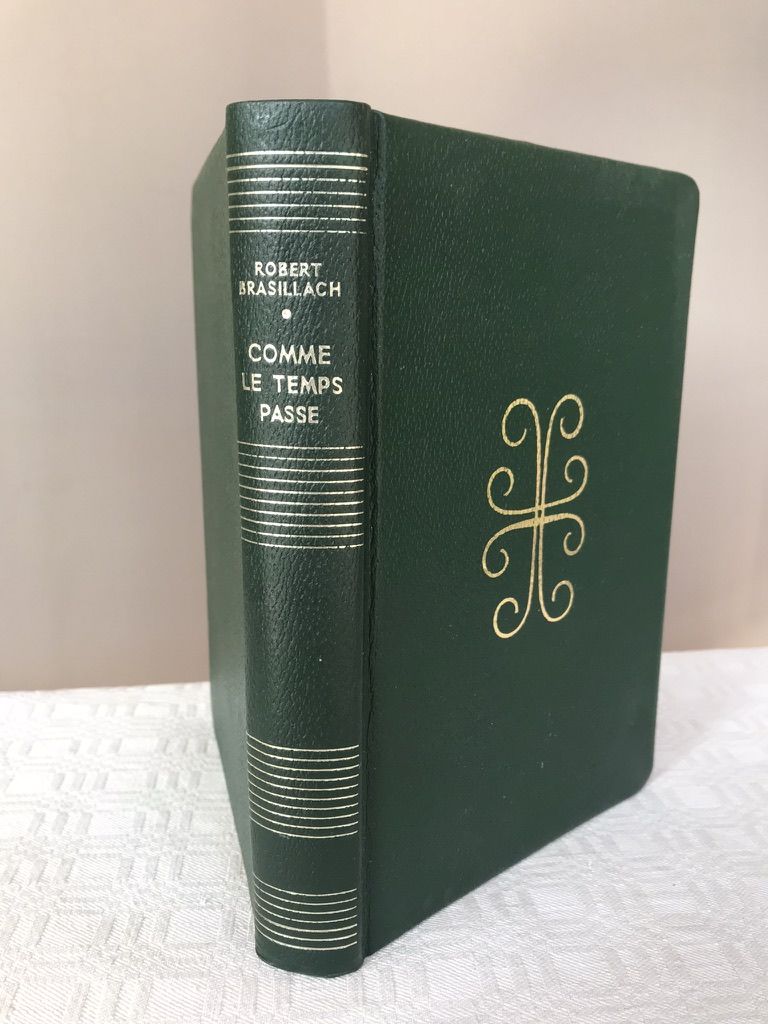 ROBERT
BRASILLACH
•
COMME
LE TEMPS
PASSE